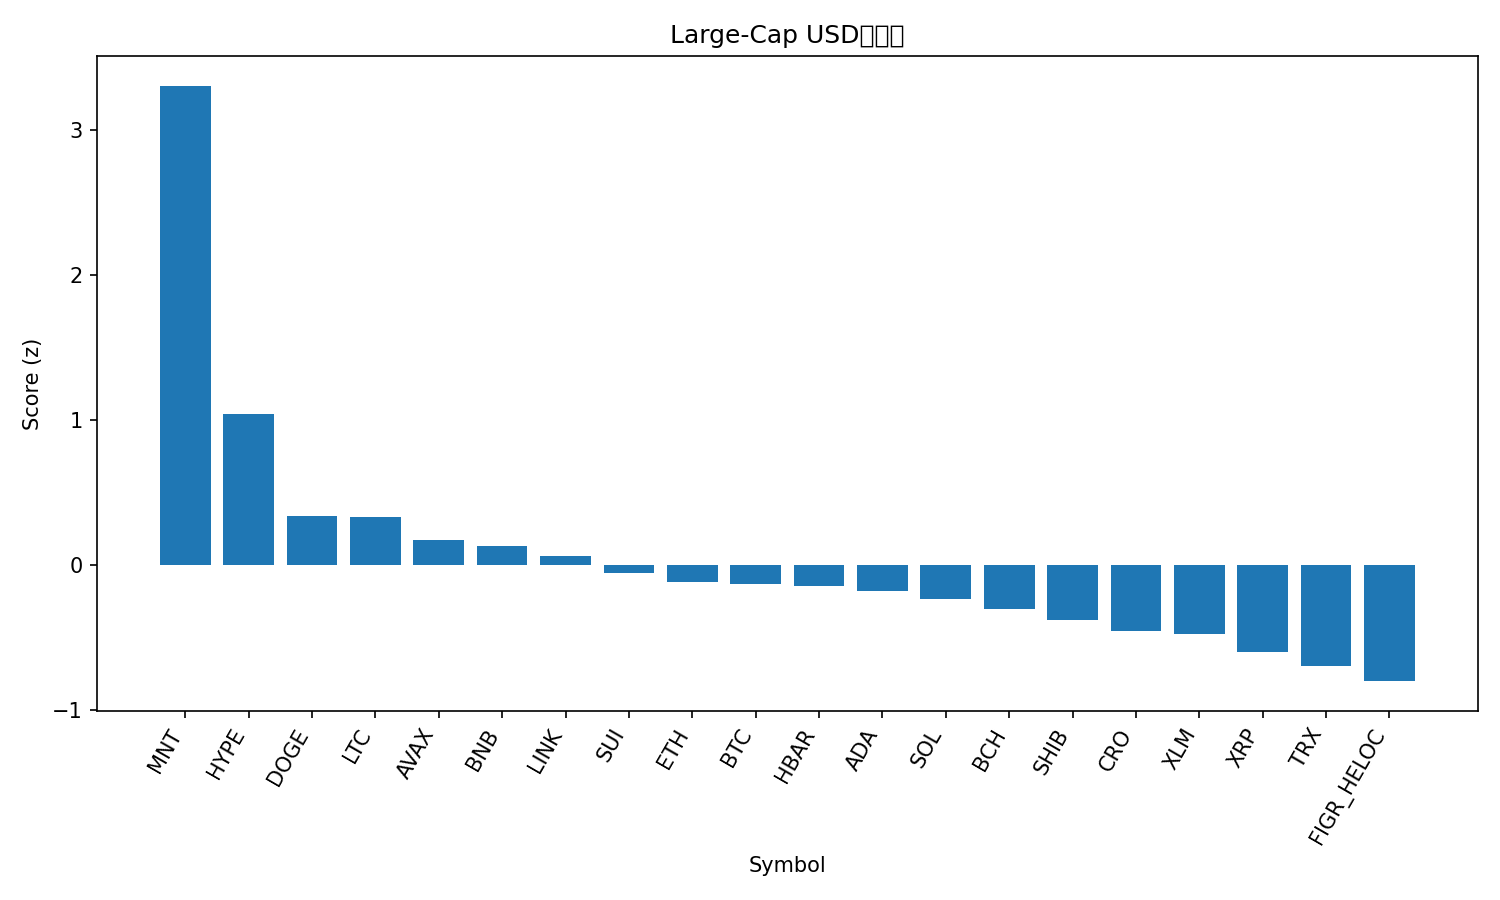 Large-Cap USD
Score (z)
3
2
1
0
−1
MNT
HYPE
DOGE
LTC
AVAX
BNB
LINK
SUI
ETH
BTC
HBAR
ADA
SOL
BCH
SHIB
CRO
XLM
XRP
TRX
FIGR_HELOC
Symbol